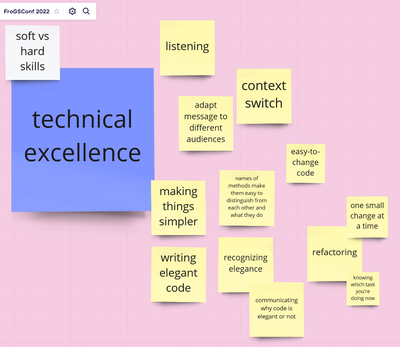 FroGSConf 2022
soft vs
hard
skills
technical
excellence
listening
context
switch
adapt
message to
different
audiences
easy-to-
change
code
names of
methods make
them easy to
distinguish from
each other and
what they do
making
things
simpler
one small
change at
a time
refactoring
recognizing
elegance
writing
elegant
code
knowing
which task
you're
doing now
communicating
why code is
elegant or not